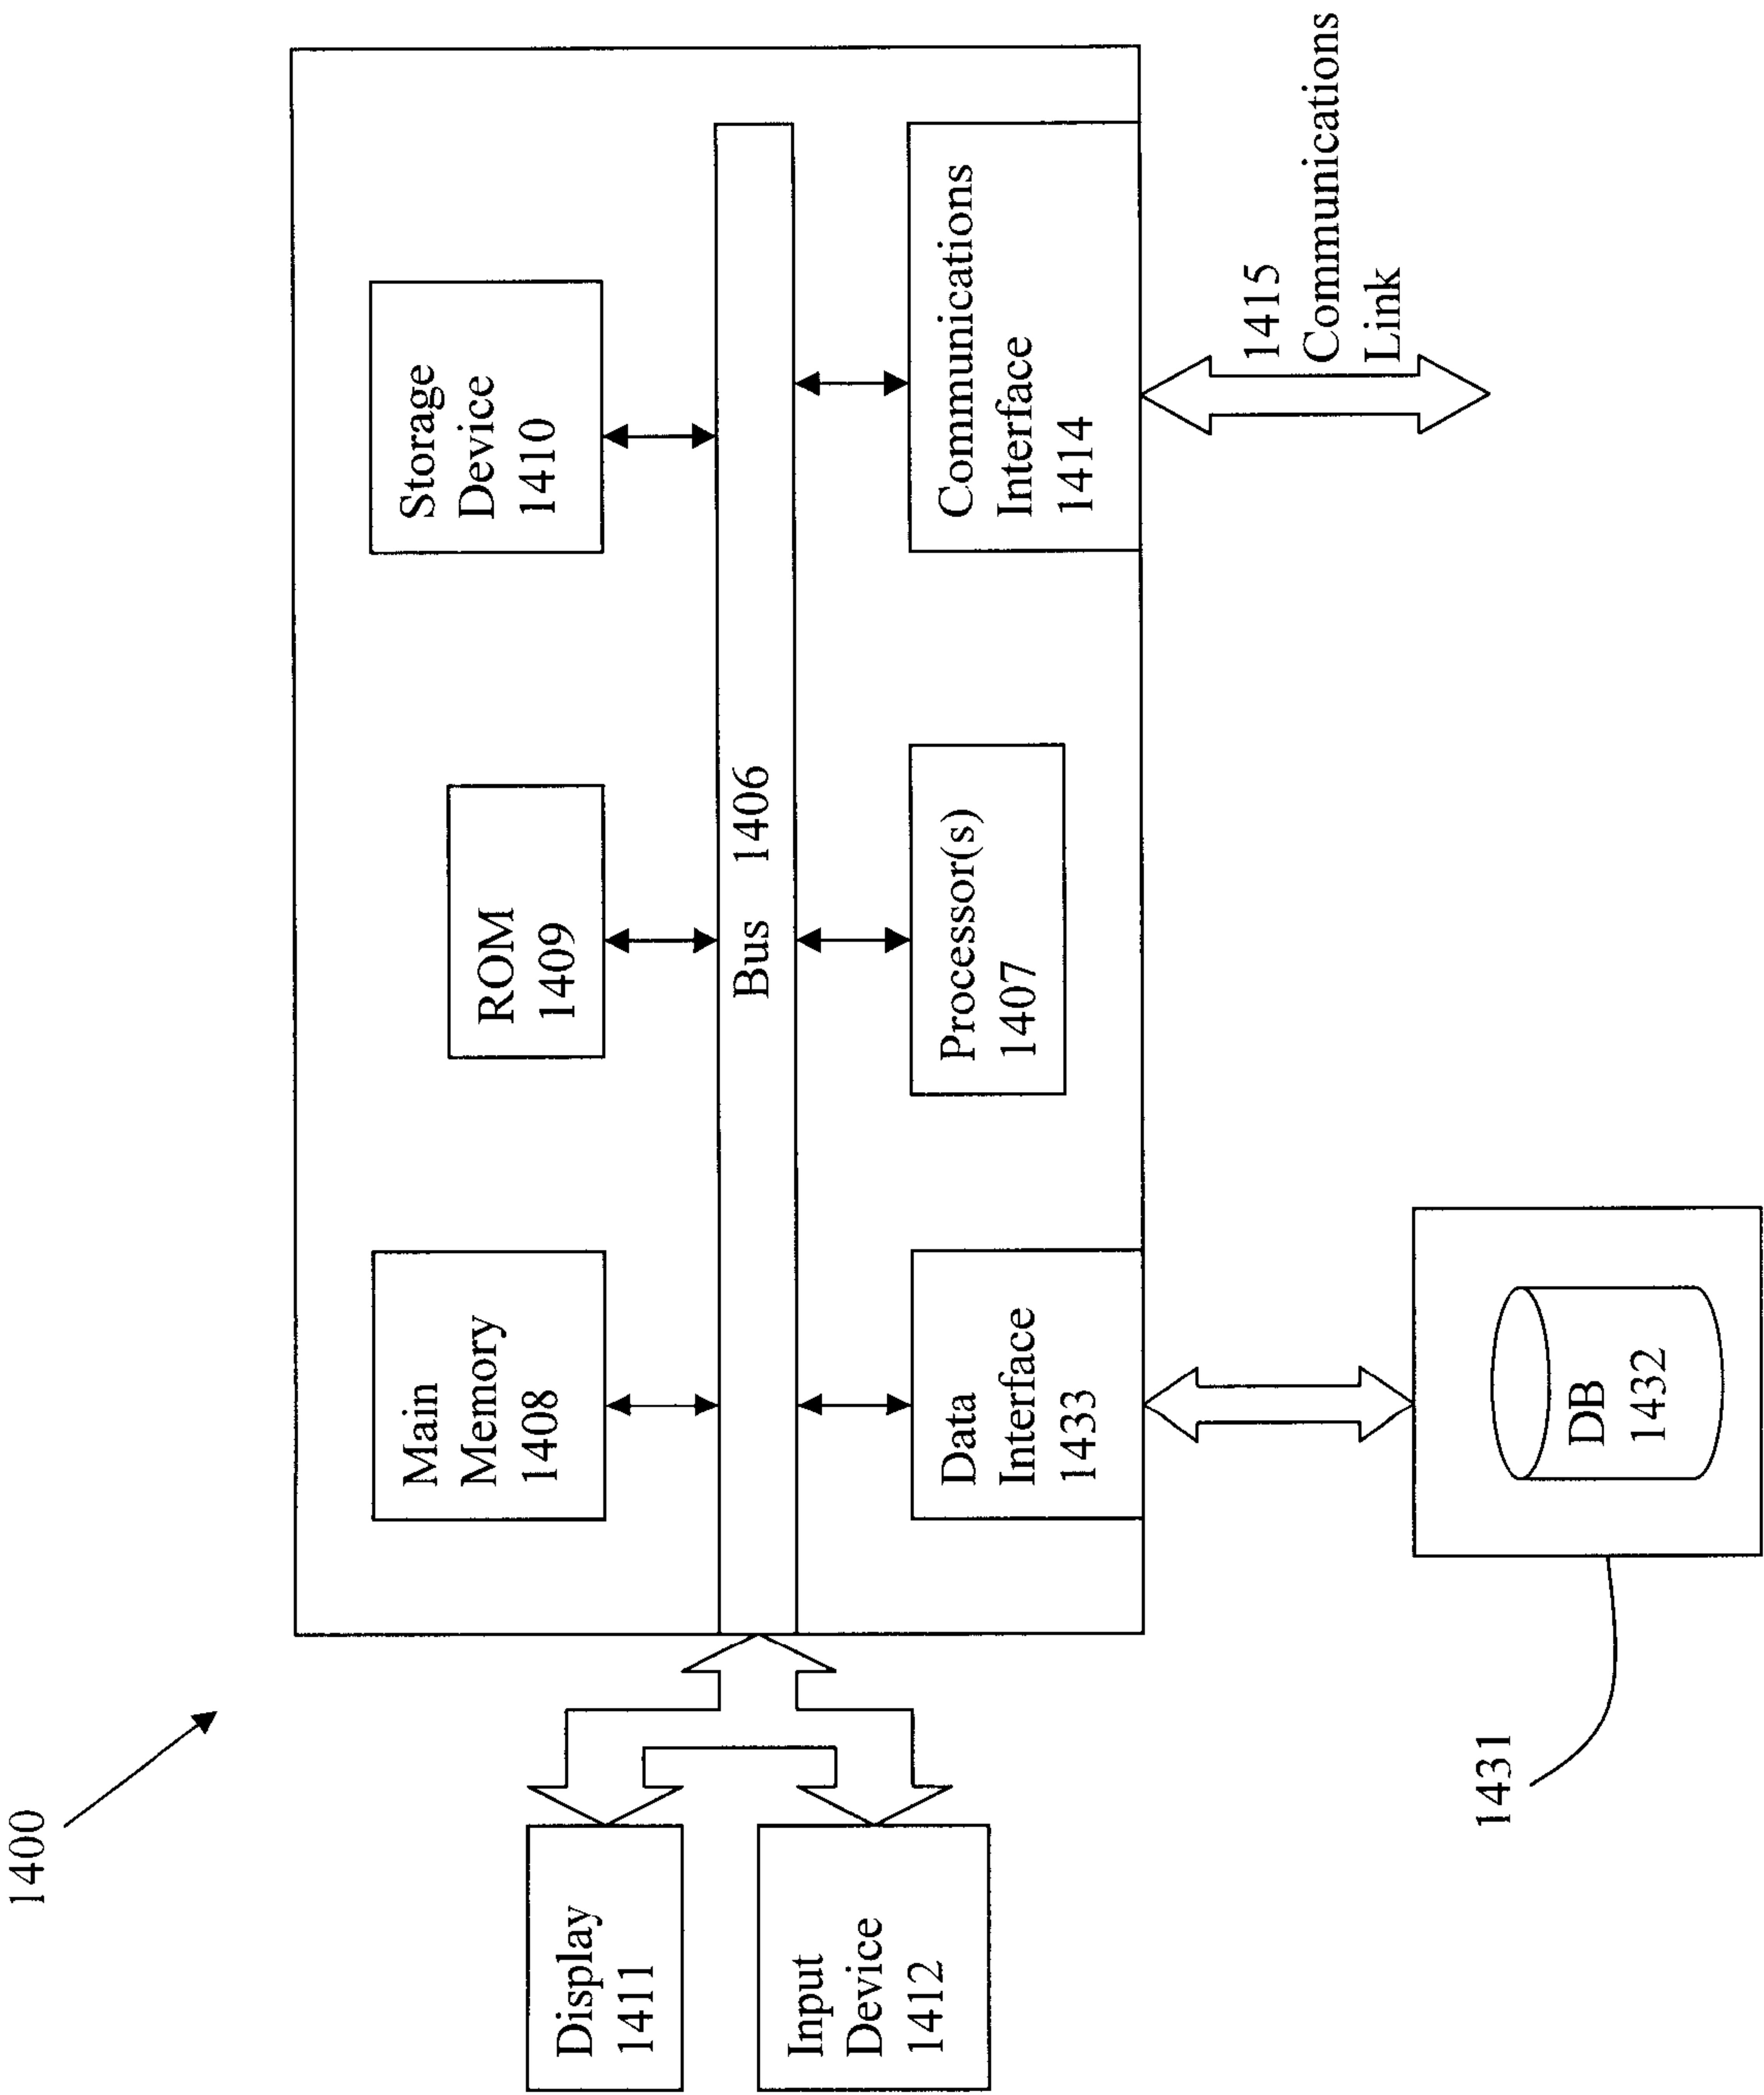 1400
Display
1411
Input
Device
1412
Main
Memory
1408
ROM
1409
Storage
Device
1410
Bus 1406
Data
Interface
1433
Processor(s)
1407
Communications
Interface
1414
1415
Communications
Link
DB
1432
1431